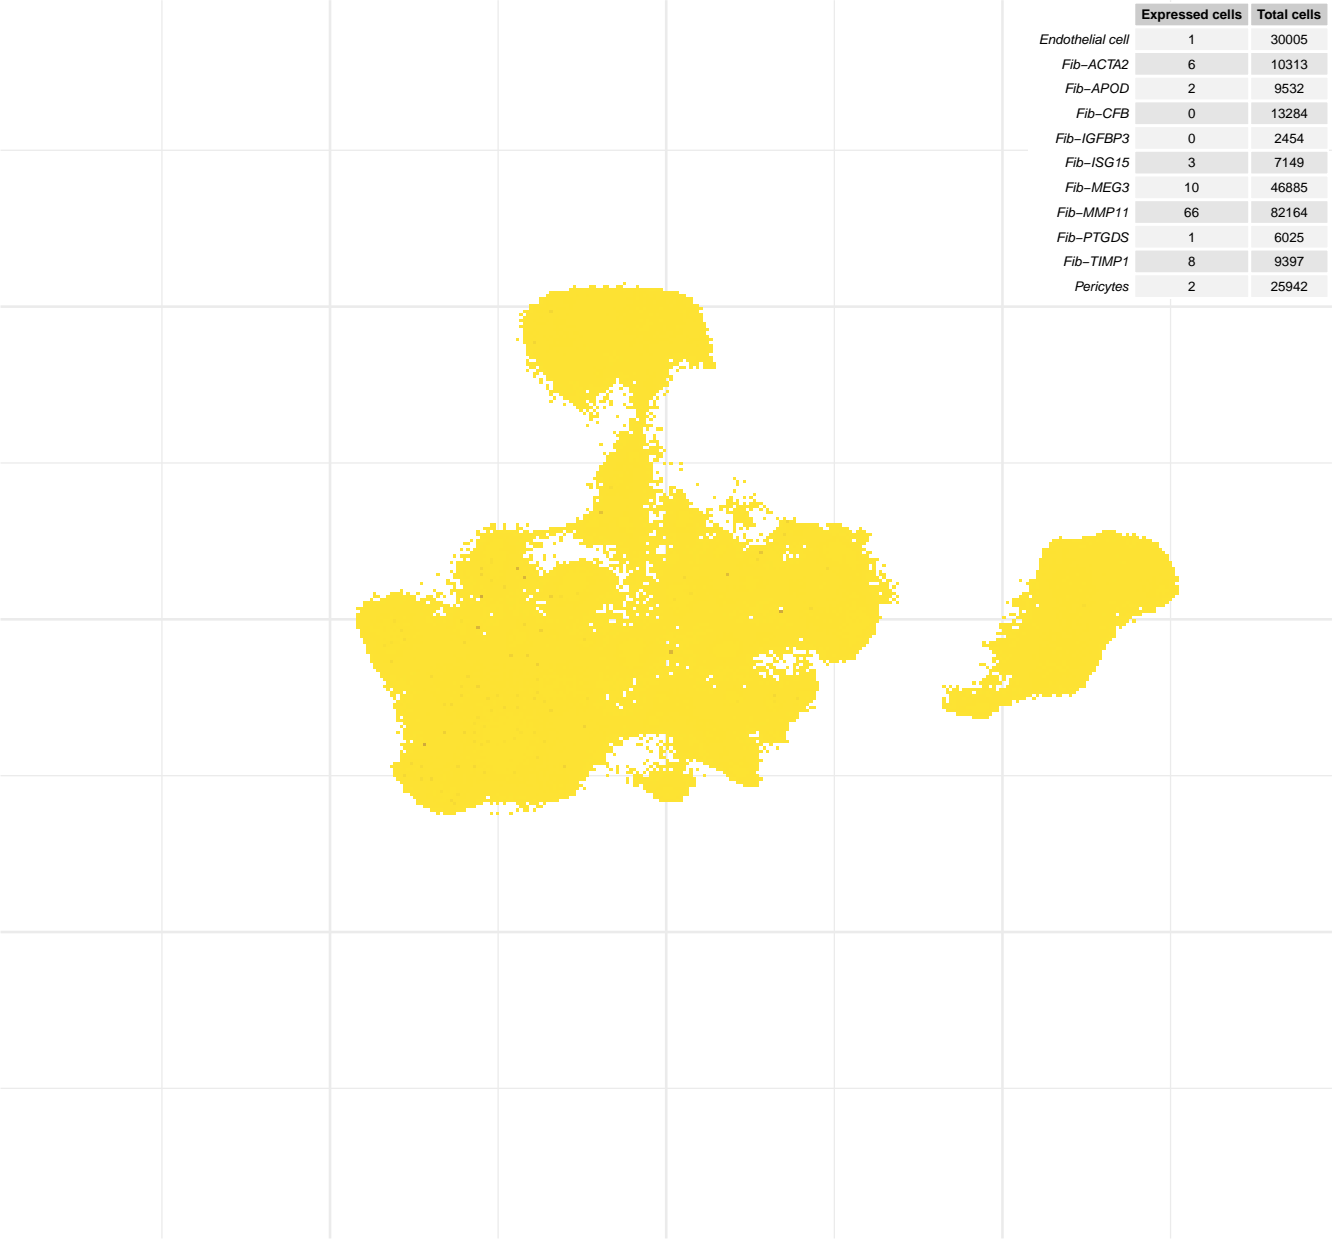 Expressed cells Total cells
Endothelial cell 1 30005
Fib−ACTA2 6 10313
Fib−APOD 2 9532
Fib−CFB 0 13284
Fib−IGFBP3 0 2454
Fib−ISG15 3 7149
Fib−MEG3 10 46885
Fib−MMP11 66 82164
Fib−PTGDS 1 6025
Fib−TIMP1 8 9397
Pericytes 2 25942